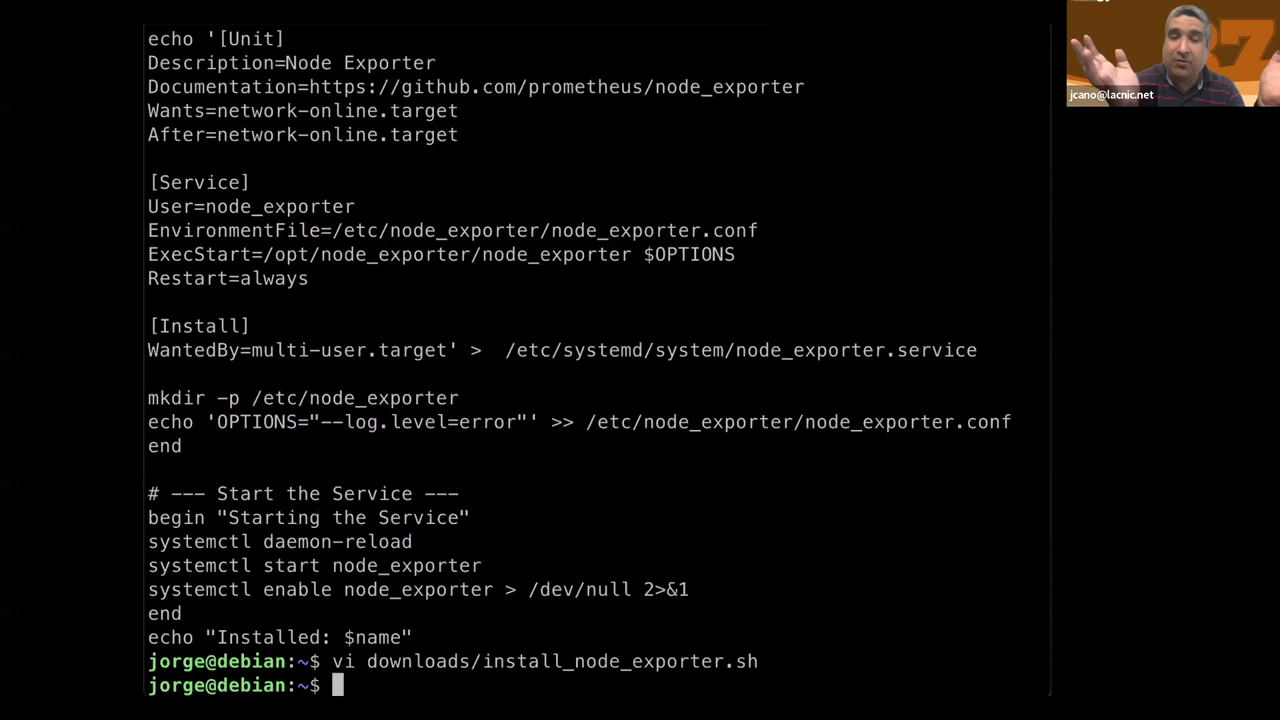 echo '[Unit]
Description=Node Exporter
Documentation=https://github.com/prometheus/node_exporter
Wants=network-online.target
After=network-online.target
[Service]
User=node_exporter
EnvironmentFile=/etc/node_exporter/node_exporter.conf
ExecStart=/opt/node_exporter/node_exporter $OPTIONS
Restart=always
[Install]
WantedBy=multi-user.target' >  /etc/systemd/system/node_exporter.service
mkdir -p /etc/node_exporter
echo 'OPTIONS="--log.level=error"' >> /etc/node_exporter/node_exporter.conf
end
# --- Start the Service ---
begin "Starting the Service"
systemctl daemon-reload
systemctl start node_exporter
systemctl enable node_exporter > /dev/null 2>&1
end
echo "Installed: $name"
jorge@debian:~$ vi downloads/install_node_exporter.sh
jorge@debian:~$
jcano@lacnic.net